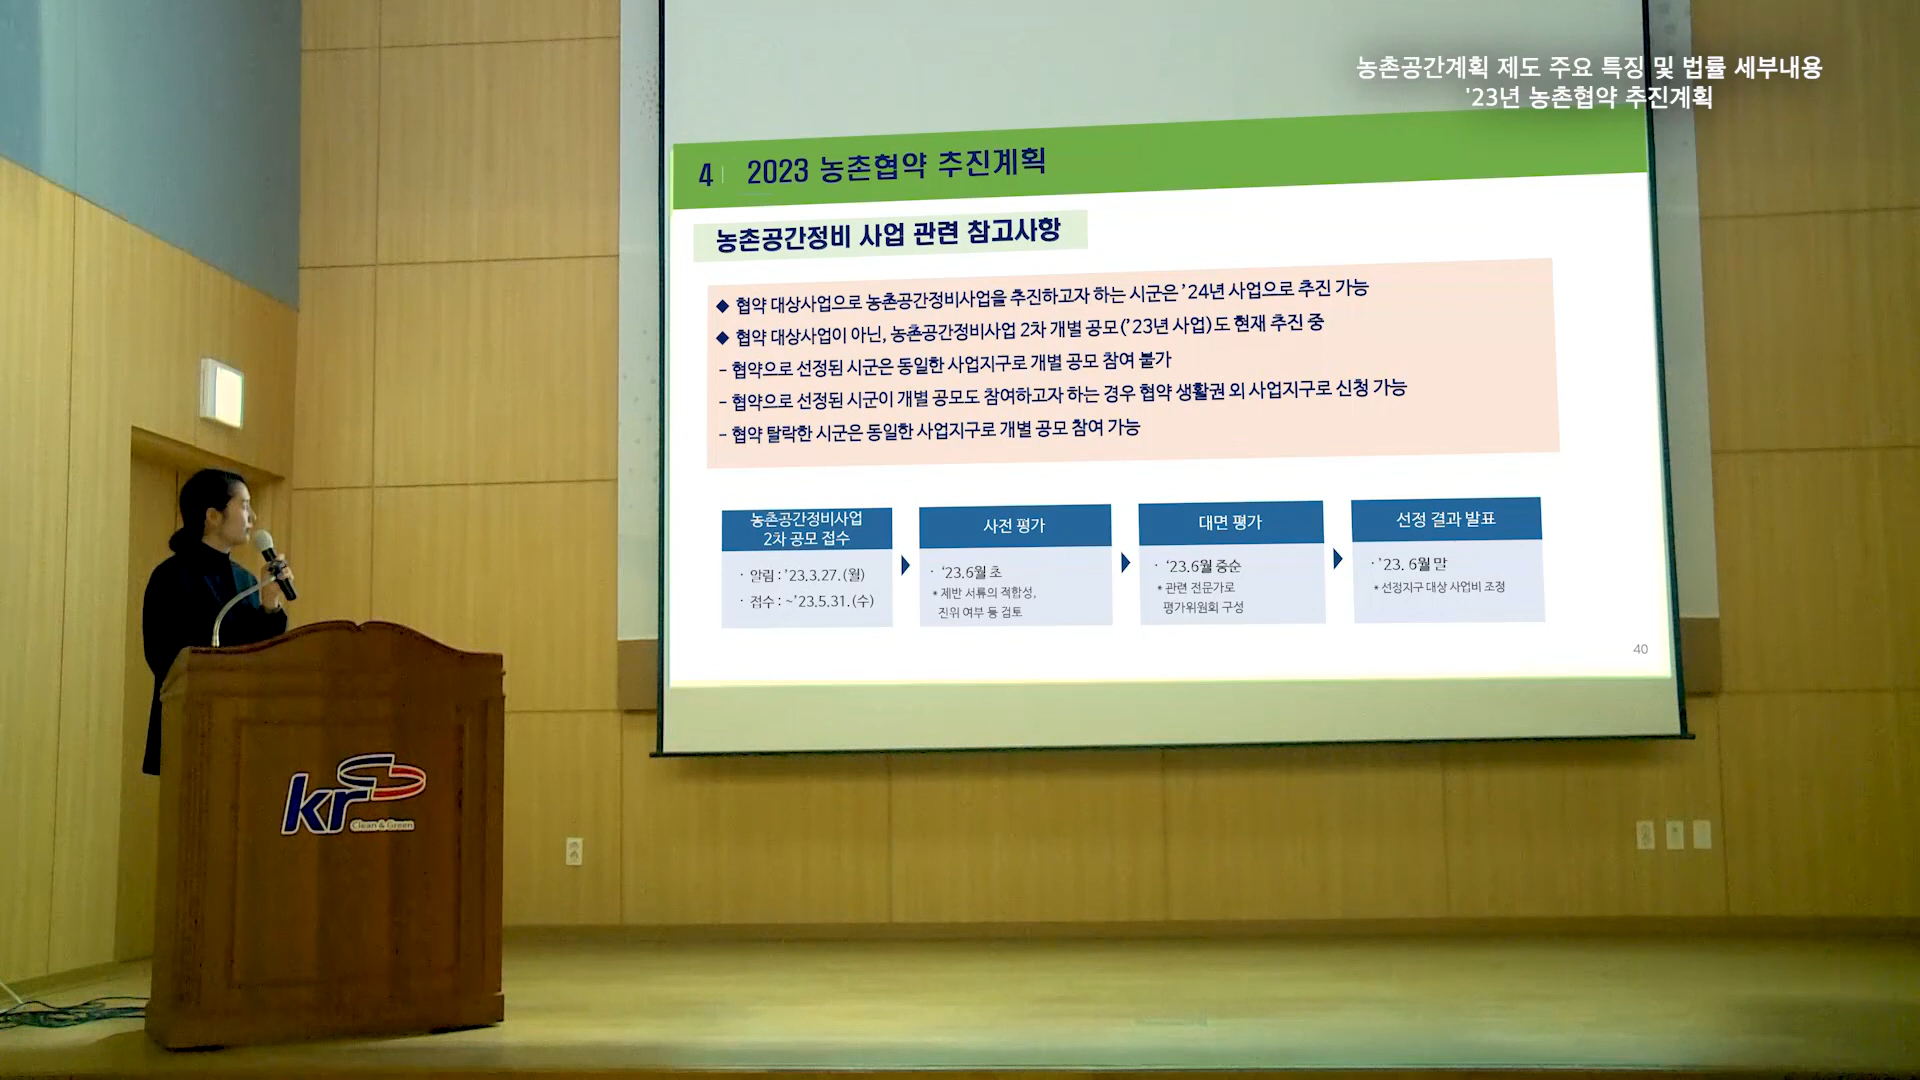 농촌공간계획 제도 주요 특징 및 법률 세부내용
'23년 농촌협약 추진계획
4 2023 농촌협약 추진계획
농촌공간정비 사업 관련 참고사항
◆ 협약 대상사업으로 농촌공간정비사업을 추진하고자 하는 시군은 ’24년 사업으로 추진 가능
◆ 협약 대상사업이 아닌, 농촌공간정비사업 2차 개별 공모(’23년 사업)도 현재 추진 중
- 협약으로 선정된 시군은 동일한 사업지구로 개별 공모 참여 불가
- 협약으로 선정된 시군이 개별 공모도 참여하고자 하는 경우 협약 생활권 외 사업지구로 신청 가능
- 협약 탈락한 시군은 동일한 사업지구로 개별 공모 참여 가능
농촌공간정비사업
2차 공모 접수
· 알림 : ’23.3.27.(월)
· 접수 : ~’23.5.31.(수)
사전 평가
· ‘23.6월 초
* 제반 서류의 적합성,
진위 여부 등 검토
대면 평가
· ‘23.6월 중순
* 관련 전문가로
평가위원회 구성
선정 결과 발표
· ’23. 6월 말
* 선정지구 대상 사업비 조정
40
kr
Clean & Green